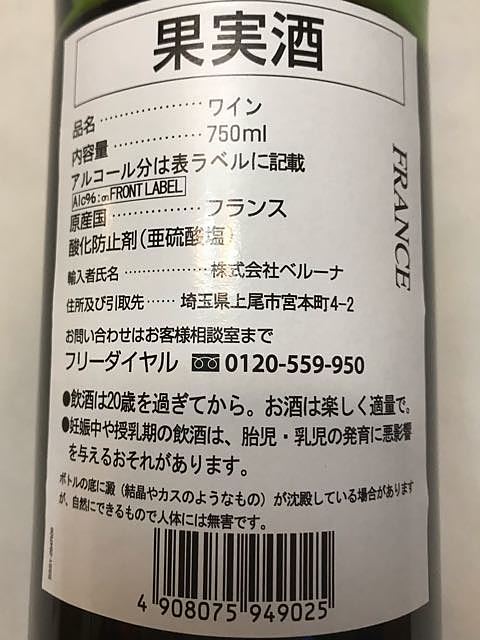 果実酒
品名 ……………… ワイン
内容量 …………… 750ml
アルコール分は表ラベルに記載
Alc%: on FRONT LABEL
原産国 …………… フランス
酸化防止剤(亜硫酸塩)
輸入者氏名 ……………… 株式会社ベルーナ
住所及び引取先 …… 埼玉県上尾市宮本町4-2
お問い合わせはお客様相談室まで
フリーダイヤル 0120-559-950
●飲酒は20歳を過ぎてから。お酒は楽しく適量で。
●妊娠中や授乳期の飲酒は、胎児・乳児の発育に悪影響
を与えるおそれがあります。
ボトルの底に澱(結晶やカスのようなもの)が沈殿している場合があります
が、自然にできるもので人体には無害です。
4 908075 949025
FRANCE